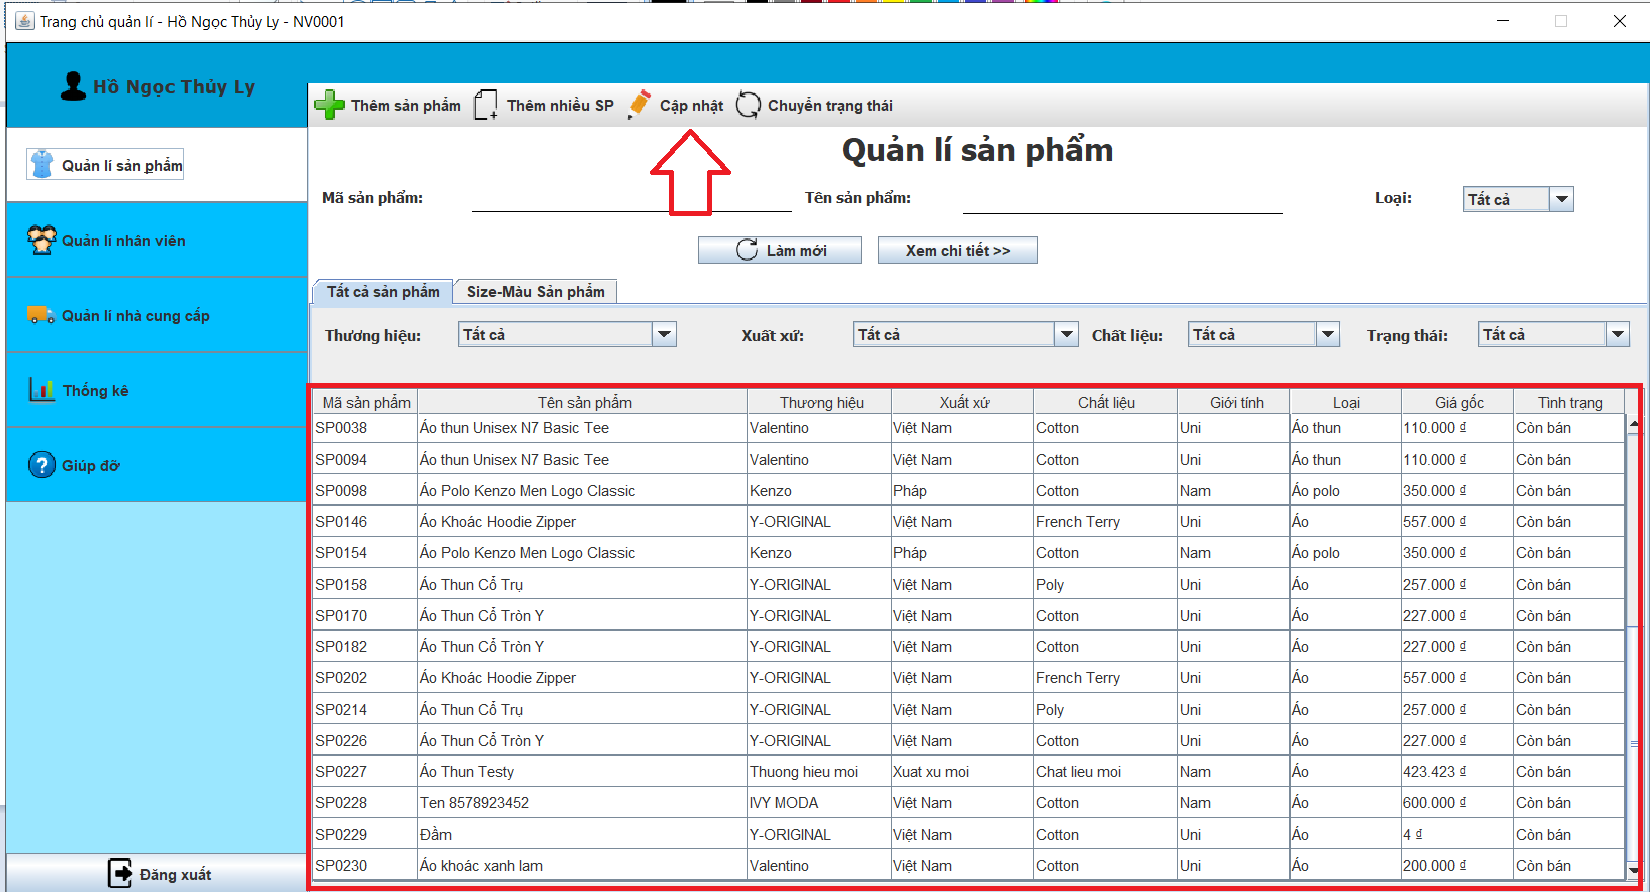 Trang chủ quản lí - Hồ Ngọc Thủy Ly - NV0001
Hồ Ngọc Thủy Ly
Thêm sản phẩm Thêm nhiều SP Cập nhật Chuyển trạng thái
Quản lí sản phẩm
Quản lí sản phẩm
Mã sản phẩm: Tên sản phẩm: Loại: Tất cả
Quản lí nhân viên
Làm mới Xem chi tiết >>
Tất cả sản phẩm Size-Màu Sản phẩm
Quản lí nhà cung cấp
Thương hiệu: Tất cả Xuất xứ: Tất cả Chất liệu: Tất cả Trạng thái: Tất cả
Thống kê
Giúp đỡ
Mã sản phẩm Tên sản phẩm Thương hiệu Xuất xứ Chất liệu Giới tính Loại Giá gốc Tình trạng
SP0038 Áo thun Unisex N7 Basic Tee Valentino Việt Nam Cotton Uni Áo thun 110.000 ₫ Còn bán
SP0094 Áo thun Unisex N7 Basic Tee Valentino Việt Nam Cotton Uni Áo thun 110.000 ₫ Còn bán
SP0098 Áo Polo Kenzo Men Logo Classic Kenzo Pháp Cotton Nam Áo polo 350.000 ₫ Còn bán
SP0146 Áo Khoác Hoodie Zipper Y-ORIGINAL Việt Nam French Terry Uni Áo 557.000 ₫ Còn bán
SP0154 Áo Polo Kenzo Men Logo Classic Kenzo Pháp Cotton Nam Áo polo 350.000 ₫ Còn bán
SP0158 Áo Thun Cổ Trụ Y-ORIGINAL Việt Nam Poly Uni Áo 257.000 ₫ Còn bán
SP0170 Áo Thun Cổ Tròn Y Y-ORIGINAL Việt Nam Cotton Uni Áo 227.000 ₫ Còn bán
SP0182 Áo Thun Cổ Tròn Y Y-ORIGINAL Việt Nam Cotton Uni Áo 227.000 ₫ Còn bán
SP0202 Áo Khoác Hoodie Zipper Y-ORIGINAL Việt Nam French Terry Uni Áo 557.000 ₫ Còn bán
SP0214 Áo Thun Cổ Trụ Y-ORIGINAL Việt Nam Poly Uni Áo 257.000 ₫ Còn bán
SP0226 Áo Thun Cổ Tròn Y Y-ORIGINAL Việt Nam Cotton Uni Áo 227.000 ₫ Còn bán
SP0227 Áo Thun Testy Thuong hieu moi Xuat xu moi Chat lieu moi Nam Áo 423.423 ₫ Còn bán
SP0228 Ten 8578923452 IVY MODA Việt Nam Cotton Nam Áo 600.000 ₫ Còn bán
SP0229 Đầm Y-ORIGINAL Việt Nam Cotton Uni Áo 4 ₫ Còn bán
SP0230 Áo khoác xanh lam Valentino Việt Nam Cotton Uni Áo 200.000 ₫ Còn bán
Đăng xuất